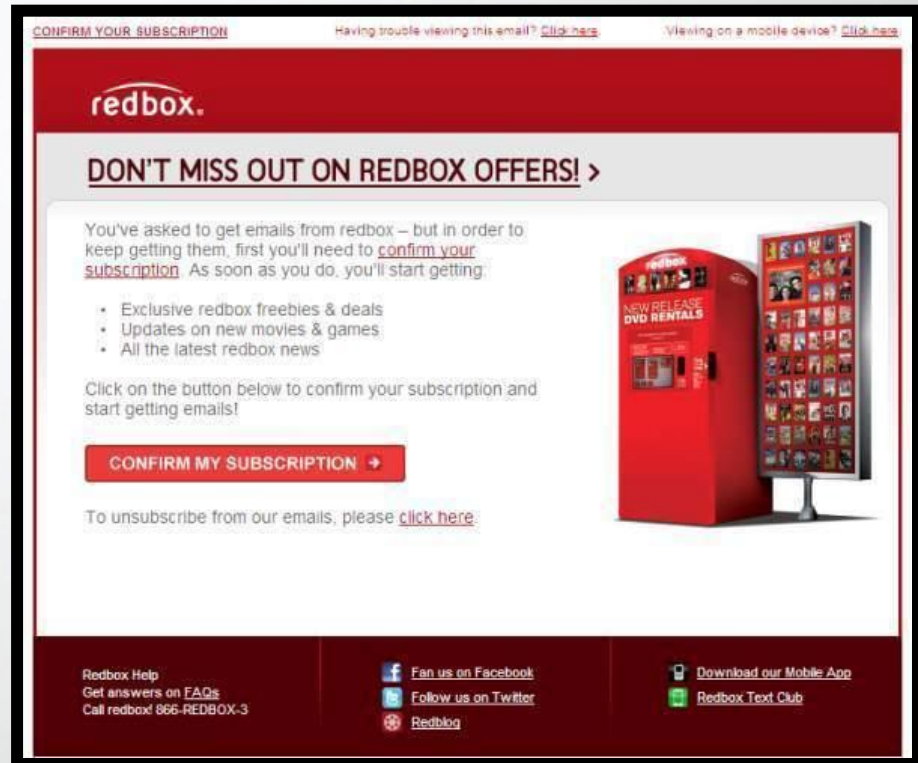 CONFIRM YOUR SUBSCRIPTION
Having trouble viewing this email? Click here.
Viewing on a mobile device? Click here
redbox.
DON'T MISS OUT ON REDBOX OFFERS! >
You've asked to get emails from redbox – but in order to
keep getting them, first you'll need to confirm your
subscription. As soon as you do, you'll start getting:
• Exclusive redbox freebies & deals
• Updates on new movies & games
• All the latest redbox news
Click on the button below to confirm your subscription and
start getting emails!
CONFIRM MY SUBSCRIPTION
To unsubscribe from our emails, please click here.
redbox
NEW RELEASE
DVD RENTALS
Redbox Help
Get answers on FAQs
Call redbox! 866-REDBOX-3
Fan us on Facebook
Follow us on Twitter
Redblog
Download our Mobile App
Redbox Text Club